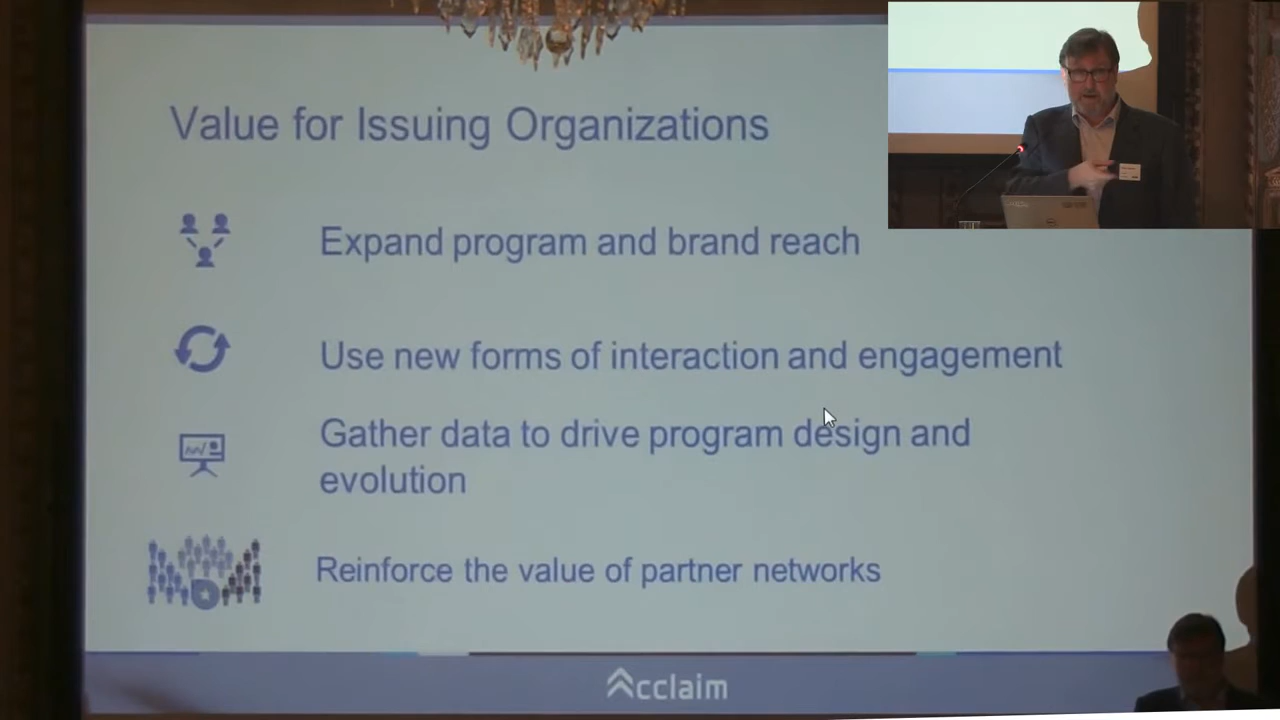 Value for Issuing Organizations
Expand program and brand reach
Use new forms of interaction and engagement
Gather data to drive program design and
evolution
Reinforce the value of partner networks
Acclaim
DELL